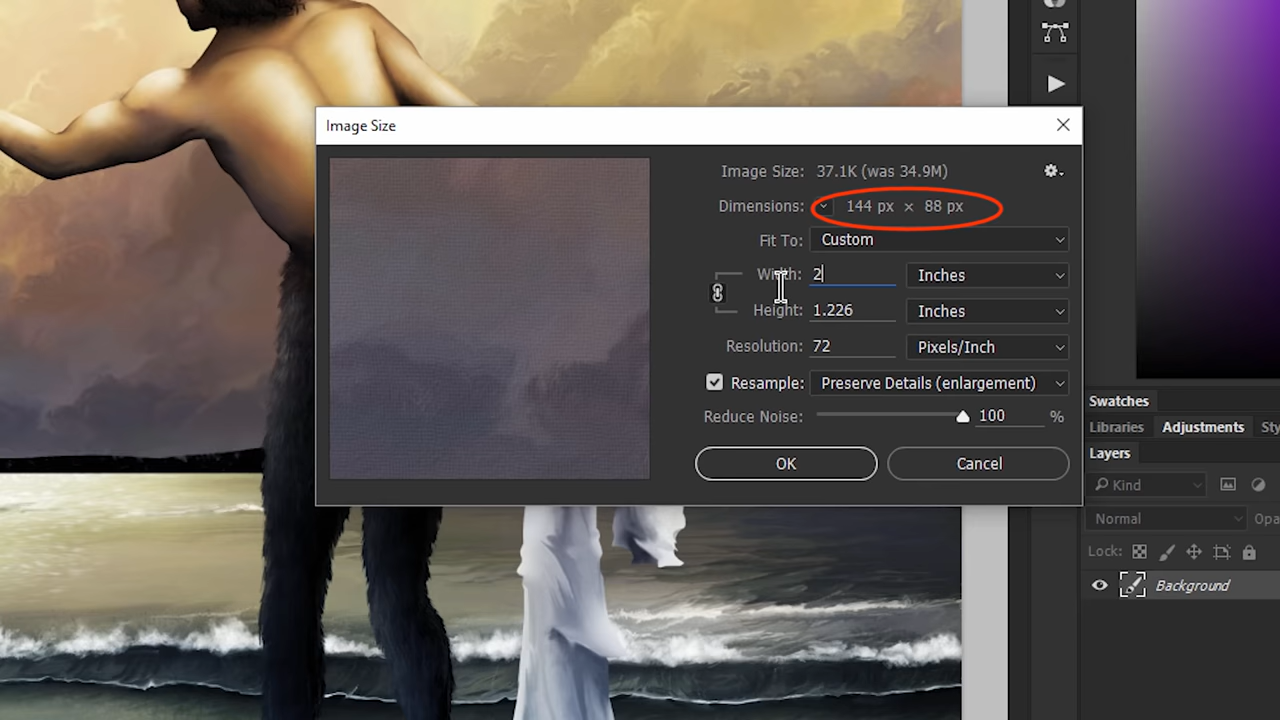 Image Size
Image Size: 37.1K (was 34.9M)
Dimensions: 144 px × 88 px
Fit To: Custom
Width: 2 Inches
Height: 1.226 Inches
Resolution: 72 Pixels/Inch
Resample: Preserve Details (enlargement)
Reduce Noise: 100 %
OK Cancel
Swatches
Libraries Adjustments Sty
Layers
Kind
Normal Opa
Lock:
Background